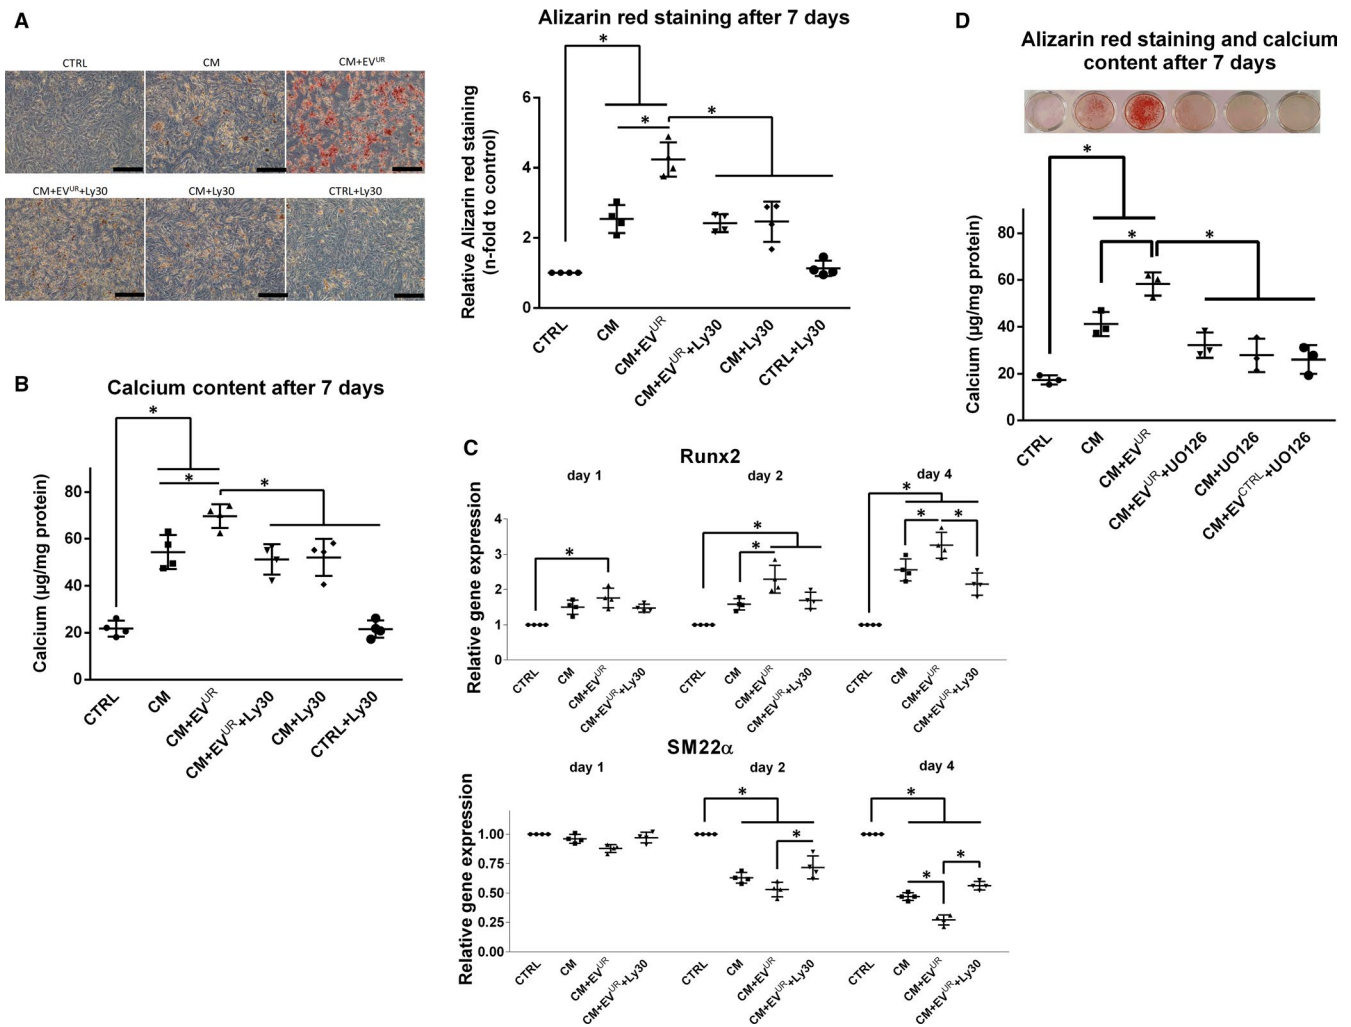 A
CTRL
CM
CM+EVUR
CM+EVUR+Ly30
CM+Ly30
CTRL+Ly30
Alizarin red staining after 7 days
Relative Alizarin red staining
(n-fold to control)
6
4
2
0
*
*
*
CTRL
CM
CM+EVUR
CM+EVUR+Ly30
CM+Ly30
CTRL+Ly30
B
Calcium content after 7 days
Calcium (µg/mg protein)
80
60
40
20
0
*
*
*
CTRL
CM
CM+EVUR
CM+EVUR+Ly30
CM+Ly30
CTRL+Ly30
C
Runx2
day 1
day 2
day 4
Relative gene expression
4
3
2
1
0
*
*
*
*
*
*
CTRL
CM
CM+EVUR
CM+EVUR+Ly30
CTRL
CM
CM+EVUR
CM+EVUR+Ly30
CTRL
CM
CM+EVUR
CM+EVUR+Ly30
SM22α
day 1
day 2
day 4
Relative gene expression
1.00
0.75
0.50
0.25
0.00
*
*
*
*
*
CTRL
CM
CM+EVUR
CM+EVUR+Ly30
CTRL
CM
CM+EVUR
CM+EVUR+Ly30
CTRL
CM
CM+EVUR
CM+EVUR+Ly30
D
Alizarin red staining and calcium
content after 7 days
Calcium (µg/mg protein)
80
60
40
20
0
*
*
*
CTRL
CM
CM+EVUR
CM+EVUR+UO126
CM+UO126
CM+EVCTRL+UO126